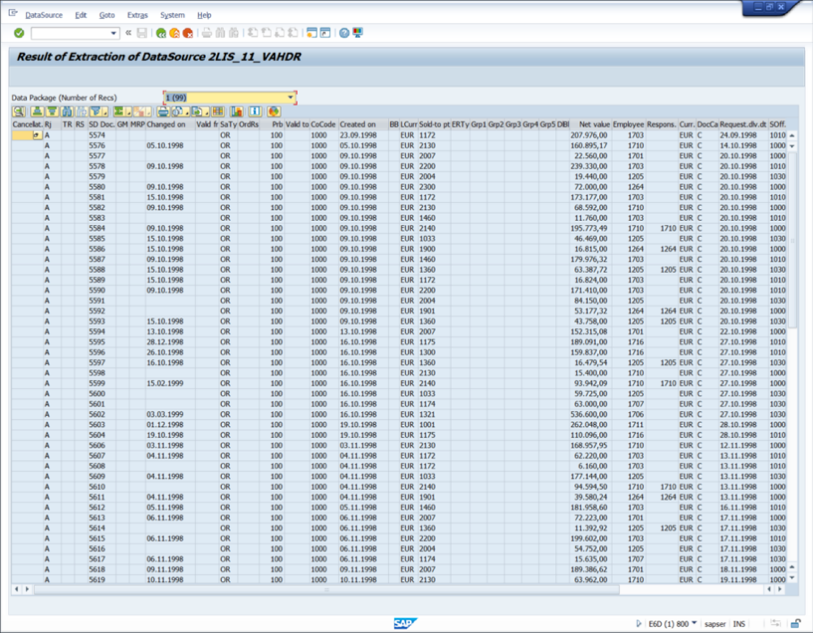 DataSource Edit Goto Extras System Help
Result of Extraction of DataSource 2LIS_11_VAHDR
Data Package (Number of Recs) 1 (99)
Cancelat. Rj TR RS SD Doc. GM MRP Changed on Valid fr SaTy OrdRs Prb Valid to CoCode Created on BB LCurr Sold-to pt ERTy Grp1 Grp2 Grp3 Grp4 Grp5 DBl Net value Employee Respons. Curr. DocCa Request.dlv.dt SOff.
A 5574 OR 100 1000 23.09.1998 EUR 1172 207.976,00 1703 EUR C 24.09.1998 1010
A 5576 05.10.1998 OR 100 1000 05.10.1998 EUR 2130 160.895,17 1710 EUR C 14.10.1998 1000
A 5577 OR 100 1000 09.10.1998 EUR 2007 22.560,00 1701 EUR C 20.10.1998 1000
A 5578 09.10.1998 OR 100 1000 09.10.1998 EUR 2200 239.330,00 1703 EUR C 20.10.1998 1010
A 5579 OR 100 1000 09.10.1998 EUR 2004 19.440,00 1205 EUR C 20.10.1998 1030
A 5580 09.10.1998 OR 100 1000 09.10.1998 EUR 2300 72.000,00 1264 EUR C 20.10.1998 1000
A 5581 15.10.1998 OR 100 1000 09.10.1998 EUR 1172 173.177,00 1703 EUR C 20.10.1998 1010
A 5582 09.10.1998 OR 100 1000 09.10.1998 EUR 2130 68.592,00 1710 EUR C 20.10.1998 1000
A 5583 OR 100 1000 09.10.1998 EUR 1460 11.760,00 1703 EUR C 20.10.1998 1010
A 5584 09.10.1998 OR 100 1000 09.10.1998 EUR 2140 195.773,49 1710 1710 EUR C 20.10.1998 1000
A 5585 15.10.1998 OR 100 1000 09.10.1998 EUR 1033 46.469,00 1205 EUR C 20.10.1998 1030
A 5586 15.10.1998 OR 100 1000 09.10.1998 EUR 1900 16.815,00 1264 1264 EUR C 20.10.1998 1000
A 5587 09.10.1998 OR 100 1000 09.10.1998 EUR 1460 179.976,32 1703 EUR C 20.10.1998 1010
A 5588 15.10.1998 OR 100 1000 09.10.1998 EUR 1360 63.387,72 1205 1205 EUR C 20.10.1998 1030
A 5589 15.10.1998 OR 100 1000 09.10.1998 EUR 1172 16.824,00 1703 EUR C 20.10.1998 1010
A 5590 09.10.1998 OR 100 1000 09.10.1998 EUR 2200 171.410,00 1703 EUR C 20.10.1998 1010
A 5591 OR 100 1000 09.10.1998 EUR 2004 84.150,00 1205 EUR C 20.10.1998 1030
A 5592 OR 100 1000 09.10.1998 EUR 1901 53.177,32 1264 1264 EUR C 20.10.1998 1000
A 5593 15.10.1998 OR 100 1000 09.10.1998 EUR 1360 43.758,00 1205 1205 EUR C 20.10.1998 1030
A 5594 13.10.1998 OR 100 1000 13.10.1998 EUR 2007 152.315,08 1701 EUR C 22.10.1998 1000
A 5595 28.12.1998 OR 100 1000 16.10.1998 EUR 1175 189.091,00 1716 EUR C 27.10.1998 1010
A 5596 26.10.1998 OR 100 1000 16.10.1998 EUR 1300 159.837,00 1716 EUR C 27.10.1998 1010
A 5597 16.10.1998 OR 100 1000 16.10.1998 EUR 1360 16.479,54 1205 1205 EUR C 27.10.1998 1030
A 5598 OR 100 1000 16.10.1998 EUR 2130 15.400,00 1710 EUR C 27.10.1998 1000
A 5599 15.02.1999 OR 100 1000 16.10.1998 EUR 2140 93.942,09 1710 1710 EUR C 27.10.1998 1000
A 5600 OR 100 1000 16.10.1998 EUR 1033 59.725,00 1205 EUR C 27.10.1998 1030
A 5601 OR 100 1000 16.10.1998 EUR 1174 63.000,00 1707 EUR C 27.10.1998 1010
A 5602 03.03.1999 OR 100 1000 16.10.1998 EUR 1321 536.600,00 1706 EUR C 27.10.1998 1030
A 5603 01.12.1998 OR 100 1000 19.10.1998 EUR 1001 262.048,00 1711 EUR C 28.10.1998 1000
A 5604 19.10.1998 OR 100 1000 19.10.1998 EUR 1175 110.096,00 1716 EUR C 28.10.1998 1010
A 5606 03.11.1998 OR 100 1000 03.11.1998 EUR 2130 168.957,95 1710 EUR C 12.11.1998 1000
A 5607 04.11.1998 OR 100 1000 04.11.1998 EUR 1172 62.220,00 1703 EUR C 13.11.1998 1010
A 5608 OR 100 1000 04.11.1998 EUR 1172 6.160,00 1703 EUR C 13.11.1998 1010
A 5609 04.11.1998 OR 100 1000 04.11.1998 EUR 1033 177.144,00 1205 EUR C 13.11.1998 1030
A 5610 OR 100 1000 04.11.1998 EUR 2140 94.594,50 1710 1710 EUR C 13.11.1998 1000
A 5611 04.11.1998 OR 100 1000 04.11.1998 EUR 1901 39.580,24 1264 1264 EUR C 13.11.1998 1000
A 5612 05.11.1998 OR 100 1000 05.11.1998 EUR 1460 181.958,60 1703 EUR C 16.11.1998 1010
A 5613 06.11.1998 OR 100 1000 06.11.1998 EUR 2007 72.223,00 1701 EUR C 17.11.1998 1000
A 5614 OR 100 1000 06.11.1998 EUR 1360 11.392,92 1205 1205 EUR C 17.11.1998 1030
A 5615 06.11.1998 OR 100 1000 06.11.1998 EUR 2200 199.602,00 1703 EUR C 17.11.1998 1010
A 5616 OR 100 1000 06.11.1998 EUR 2004 54.752,00 1205 EUR C 17.11.1998 1030
A 5617 06.11.1998 OR 100 1000 06.11.1998 EUR 1174 15.635,00 1707 EUR C 17.11.1998 1010
A 5618 09.11.1998 OR 100 1000 09.11.1998 EUR 2007 189.386,62 1701 EUR C 18.11.1998 1000
A 5619 10.11.1998 OR 100 1000 10.11.1998 EUR 2130 63.962,00 1710 EUR C 19.11.1998 1000
SAP E6D (1) 800 sapser INS